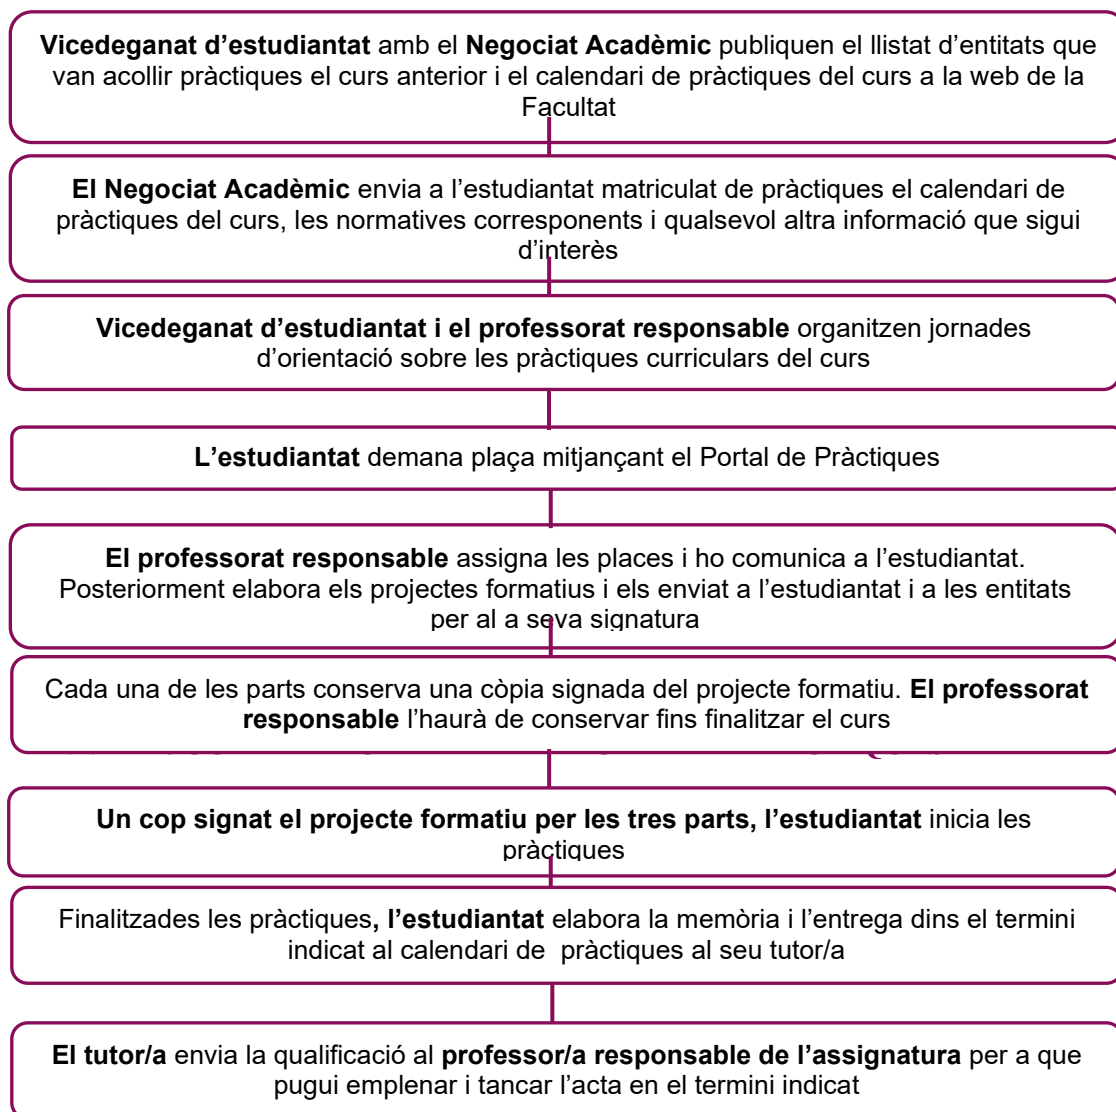 Vicedeganat d’estudiantat amb el Negociat Acadèmic publiquen el llistat d’entitats que
van acollir pràctiques el curs anterior i el calendari de pràctiques del curs a la web de la
Facultat
El Negociat Acadèmic envia a l’estudiantat matriculat de pràctiques el calendari de
pràctiques del curs, les normatives corresponents i qualsevol altra informació que sigui
d’interès
Vicedeganat d’estudiantat i el professorat responsable organitzen jornades
d’orientació sobre les pràctiques curriculars del curs
L’estudiantat demana plaça mitjançant el Portal de Pràctiques
El professorat responsable assigna les places i ho comunica a l’estudiantat.
Posteriorment elabora els projectes formatius i els enviat a l’estudiantat i a les entitats
per al a seva signatura
Cada una de les parts conserva una còpia signada del projecte formatiu. El professorat
responsable l’haurà de conservar fins finalitzar el curs
Un cop signat el projecte formatiu per les tres parts, l’estudiantat inicia les
pràctiques
Finalitzades les pràctiques, l’estudiantat elabora la memòria i l’entrega dins el termini
indicat al calendari de pràctiques al seu tutor/a
El tutor/a envia la qualificació al professor/a responsable de l’assignatura per a que
pugui emplenar i tancar l’acta en el termini indicat